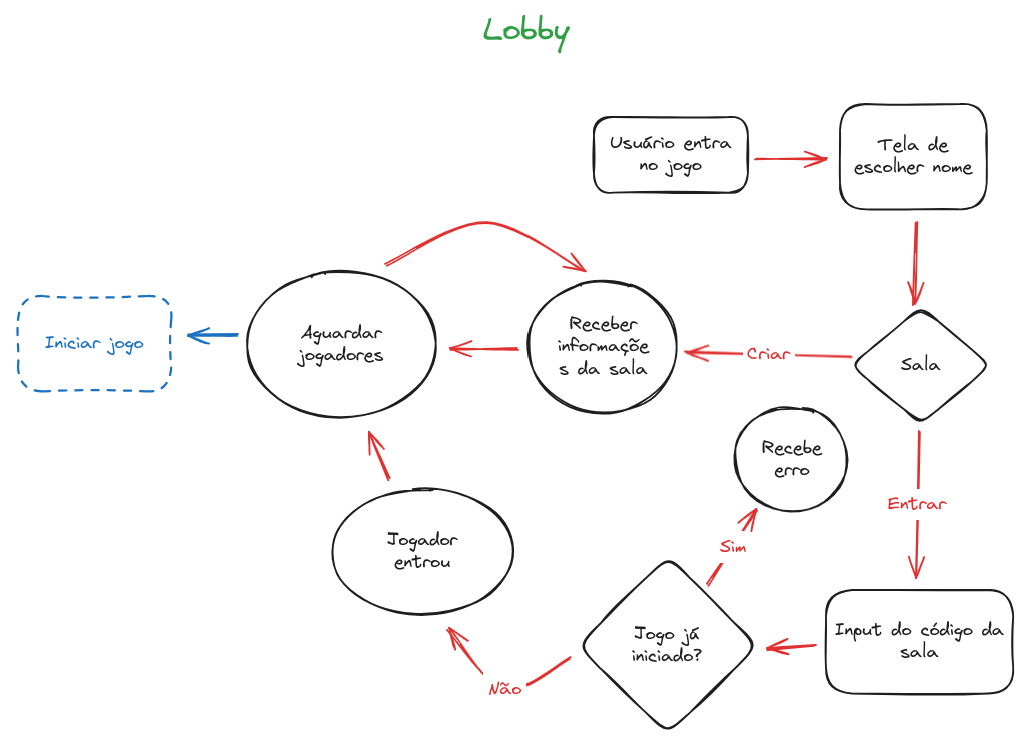 Lobby
Usuário entra
no jogo
Tela de
escolher nome
Iniciar jogo
Aguardar
jogadores
Receber
informaçõe
s da sala
Criar
Sala
Recebe
erro
Entrar
Jogador
entrou
Sim
Jogo já
iniciado?
Input do código da
sala
Não